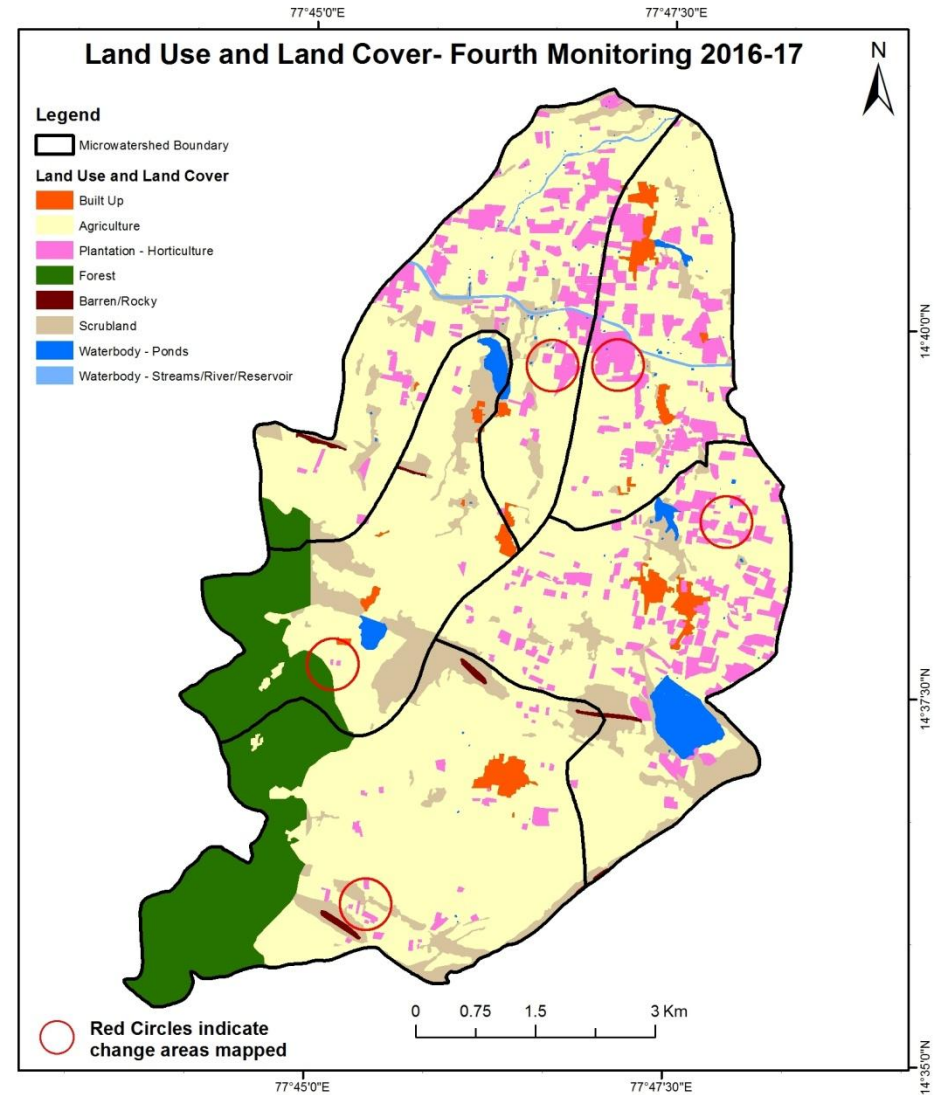 77°45'0"E
77°47'30"E
Land Use and Land Cover- Fourth Monitoring 2016-17
N
Legend
Microwatershed Boundary
Land Use and Land Cover
Built Up
Agriculture
Plantation - Horticulture
Forest
Barren/Rocky
Scrubland
Waterbody - Ponds
Waterbody - Streams/River/Reservoir
14°40'0"N
14°37'30"N
14°35'0"N
0 0.75 1.5 3 Km
Red Circles indicate
change areas mapped
77°45'0"E
77°47'30"E